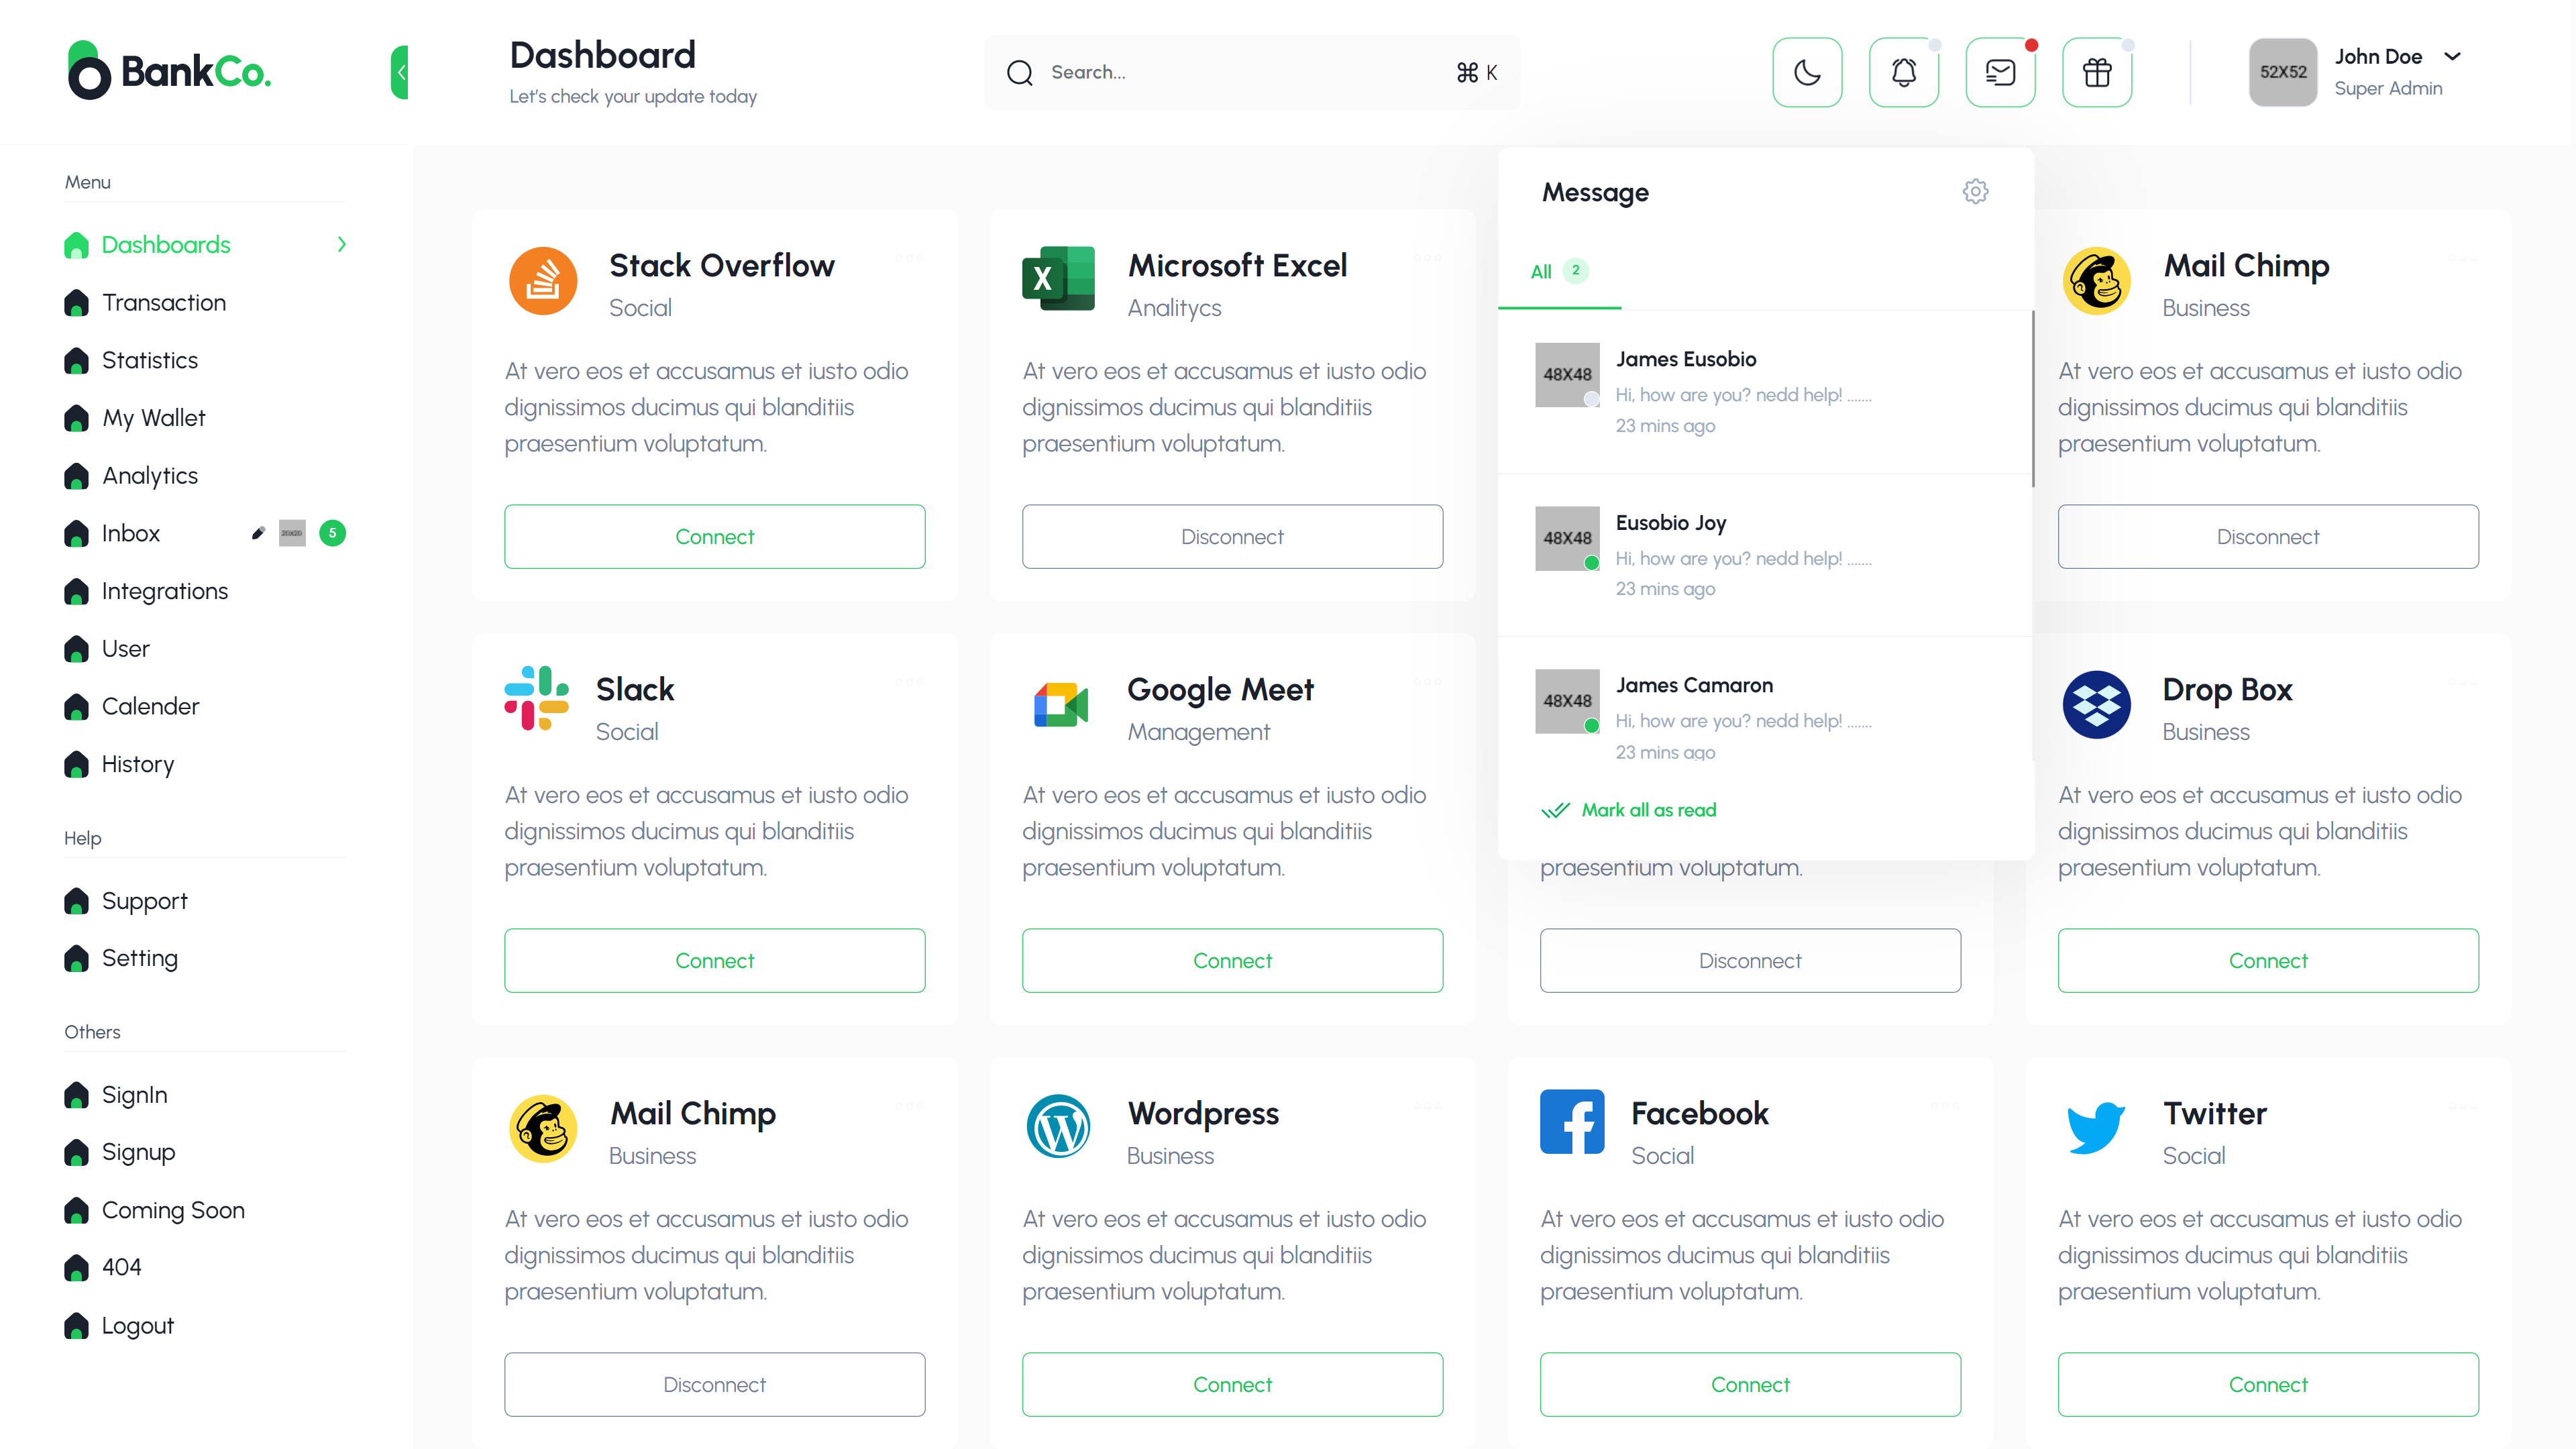 BankCo.
Dashboard
Let's check your update today
Search...
⌘ K
52X52
John Doe
Super Admin
Menu
Dashboards
Transaction
Statistics
My Wallet
Analytics
Inbox
5
Integrations
User
Calender
History
Help
Support
Setting
Others
SignIn
Signup
Coming Soon
404
Logout
Stack Overflow
Social
At vero eos et accusamus et iusto odio
dignissimos ducimus qui blanditiis
praesentium voluptatum.
Connect
Microsoft Excel
Analitycs
At vero eos et accusamus et iusto odio
dignissimos ducimus qui blanditiis
praesentium voluptatum.
Disconnect
Message
All 2
48X48
James Eusobio
Hi, how are you? nedd help! .......
23 mins ago
48X48
Eusobio Joy
Hi, how are you? nedd help! .......
23 mins ago
48X48
James Camaron
Hi, how are you? nedd help! .......
23 mins ago
Mark all as read
Mail Chimp
Business
At vero eos et accusamus et iusto odio
dignissimos ducimus qui blanditiis
praesentium voluptatum.
Disconnect
Slack
Social
At vero eos et accusamus et iusto odio
dignissimos ducimus qui blanditiis
praesentium voluptatum.
Connect
Google Meet
Management
At vero eos et accusamus et iusto odio
dignissimos ducimus qui blanditiis
praesentium voluptatum.
Connect
praesentium voluptatum.
Disconnect
Drop Box
Business
At vero eos et accusamus et iusto odio
dignissimos ducimus qui blanditiis
praesentium voluptatum.
Connect
Mail Chimp
Business
At vero eos et accusamus et iusto odio
dignissimos ducimus qui blanditiis
praesentium voluptatum.
Disconnect
Wordpress
Business
At vero eos et accusamus et iusto odio
dignissimos ducimus qui blanditiis
praesentium voluptatum.
Connect
Facebook
Social
At vero eos et accusamus et iusto odio
dignissimos ducimus qui blanditiis
praesentium voluptatum.
Connect
Twitter
Social
At vero eos et accusamus et iusto odio
dignissimos ducimus qui blanditiis
praesentium voluptatum.
Connect